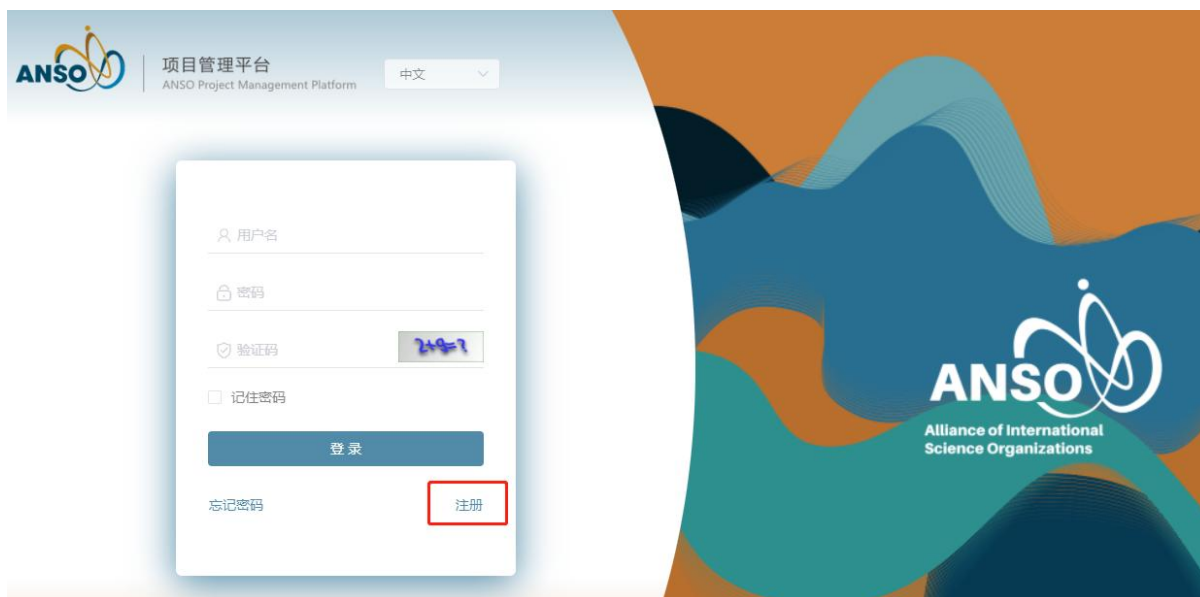 ANSO
项目管理平台
ANSO Project Management Platform
中文
用户名
密码
验证码
2+9=?
记住密码
登 录
忘记密码
注册
ANSO
Alliance of International
Science Organizations